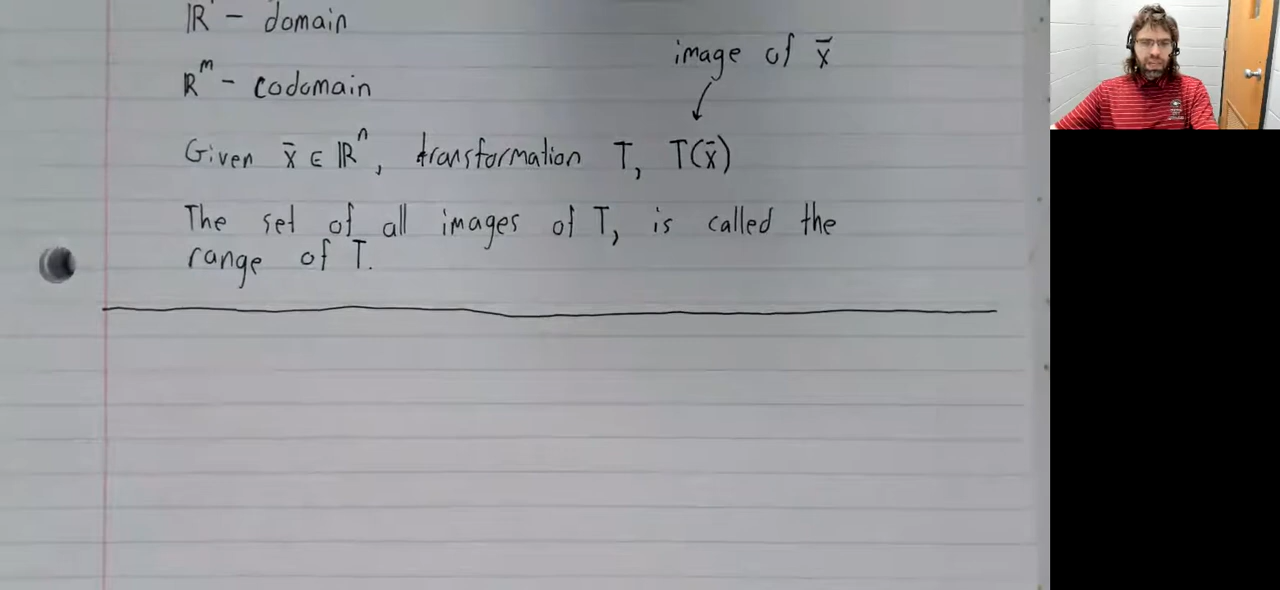 ℝ - domain
ℝᵐ - codomain
image of x̄
Given x̄ ∈ ℝⁿ, transformation T, T(x̄)
The set of all images of T, is called the
range of T.